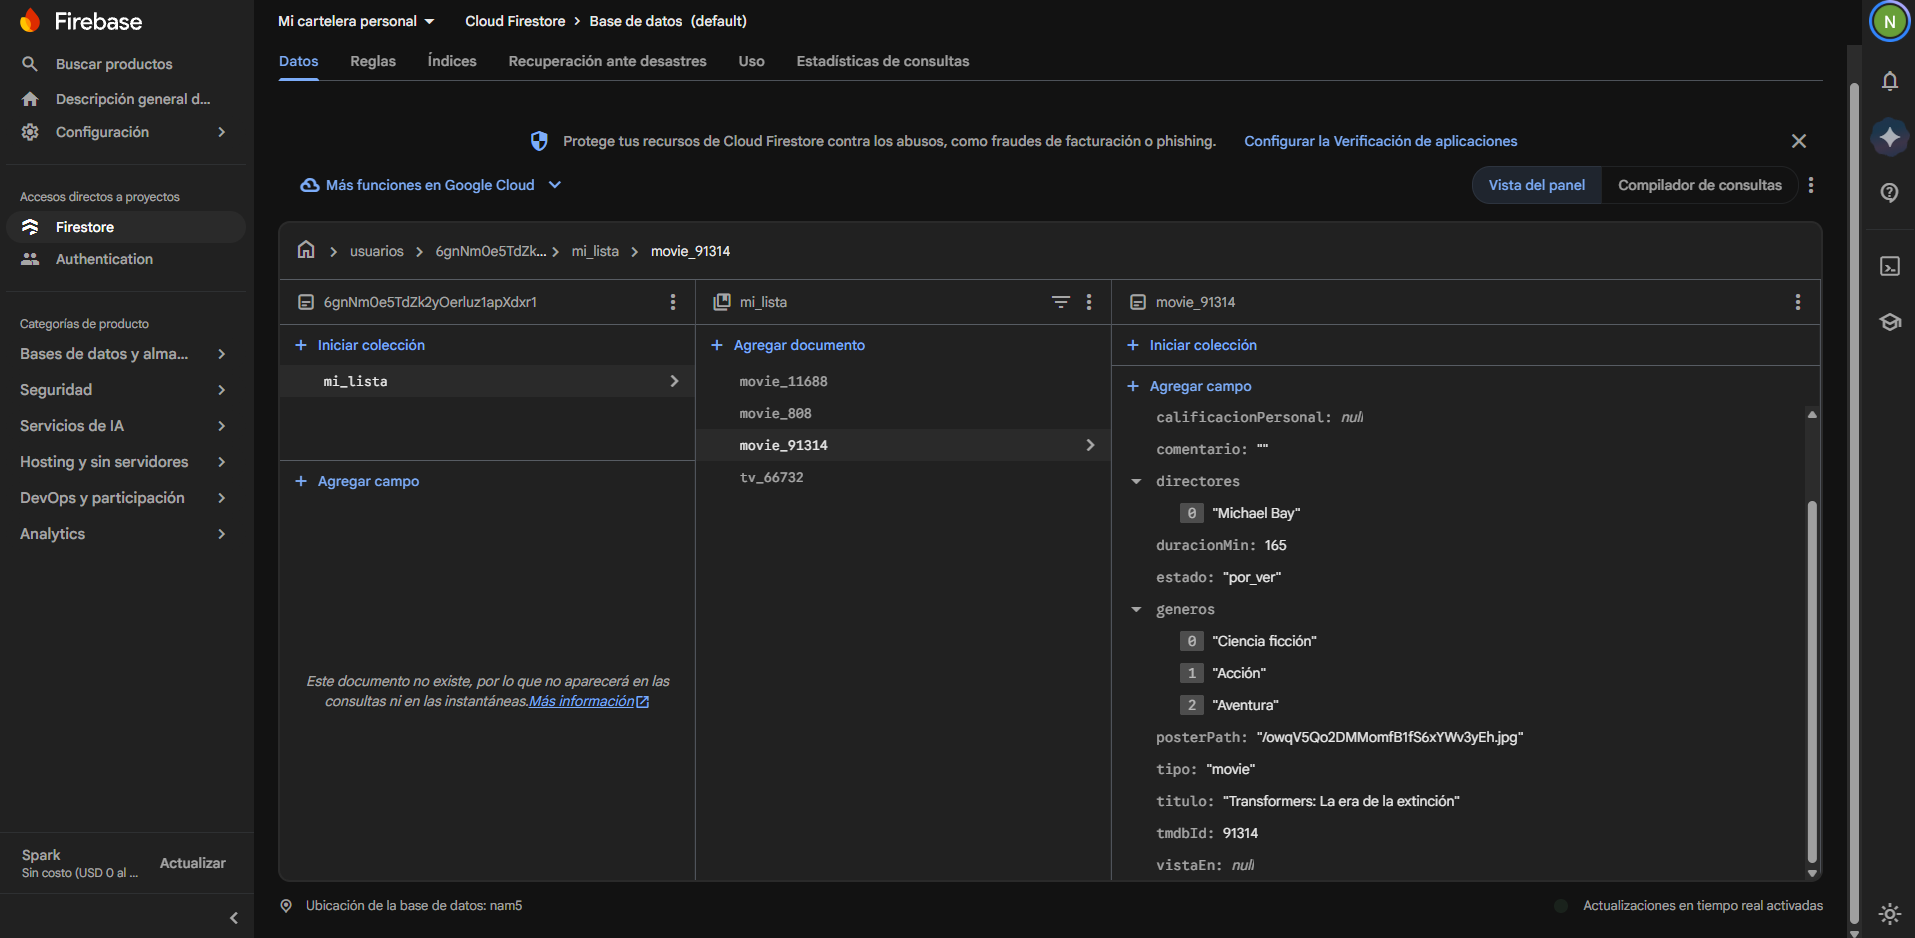 Firebase
Buscar productos
Descripción general d...
Configuración
Accesos directos a proyectos
Firestore
Authentication
Categorías de producto
Bases de datos y alma...
Seguridad
Servicios de IA
Hosting y sin servidores
DevOps y participación
Analytics
Spark
Sin costo (USD 0 al ...
Actualizar
Mi cartelera personal
Cloud Firestore > Base de datos (default)
Datos
Reglas
Índices
Recuperación ante desastres
Uso
Estadísticas de consultas
Protege tus recursos de Cloud Firestore contra los abusos, como fraudes de facturación o phishing.
Configurar la Verificación de aplicaciones
Más funciones en Google Cloud
Vista del panel
Compilador de consultas
usuarios > 6gnNm0e5TdZk... > mi_lista > movie_91314
6gnNm0e5TdZk2yOerluz1apXdxr1
+ Iniciar colección
mi_lista
+ Agregar campo
Este documento no existe, por lo que no aparecerá en las
consultas ni en las instantáneas.Más información
mi_lista
+ Agregar documento
movie_11688
movie_808
movie_91314
tv_66732
movie_91314
+ Iniciar colección
+ Agregar campo
calificacionPersonal: null
comentario: ""
directores
0 "Michael Bay"
duracionMin: 165
estado: "por_ver"
generos
0 "Ciencia ficción"
1 "Acción"
2 "Aventura"
posterPath: "/owqV5Qo2DMMomfB1fS6xYWv3yEh.jpg"
tipo: "movie"
titulo: "Transformers: La era de la extinción"
tmdbId: 91314
vistaEn: null
Ubicación de la base de datos: nam5
Actualizaciones en tiempo real activadas
N